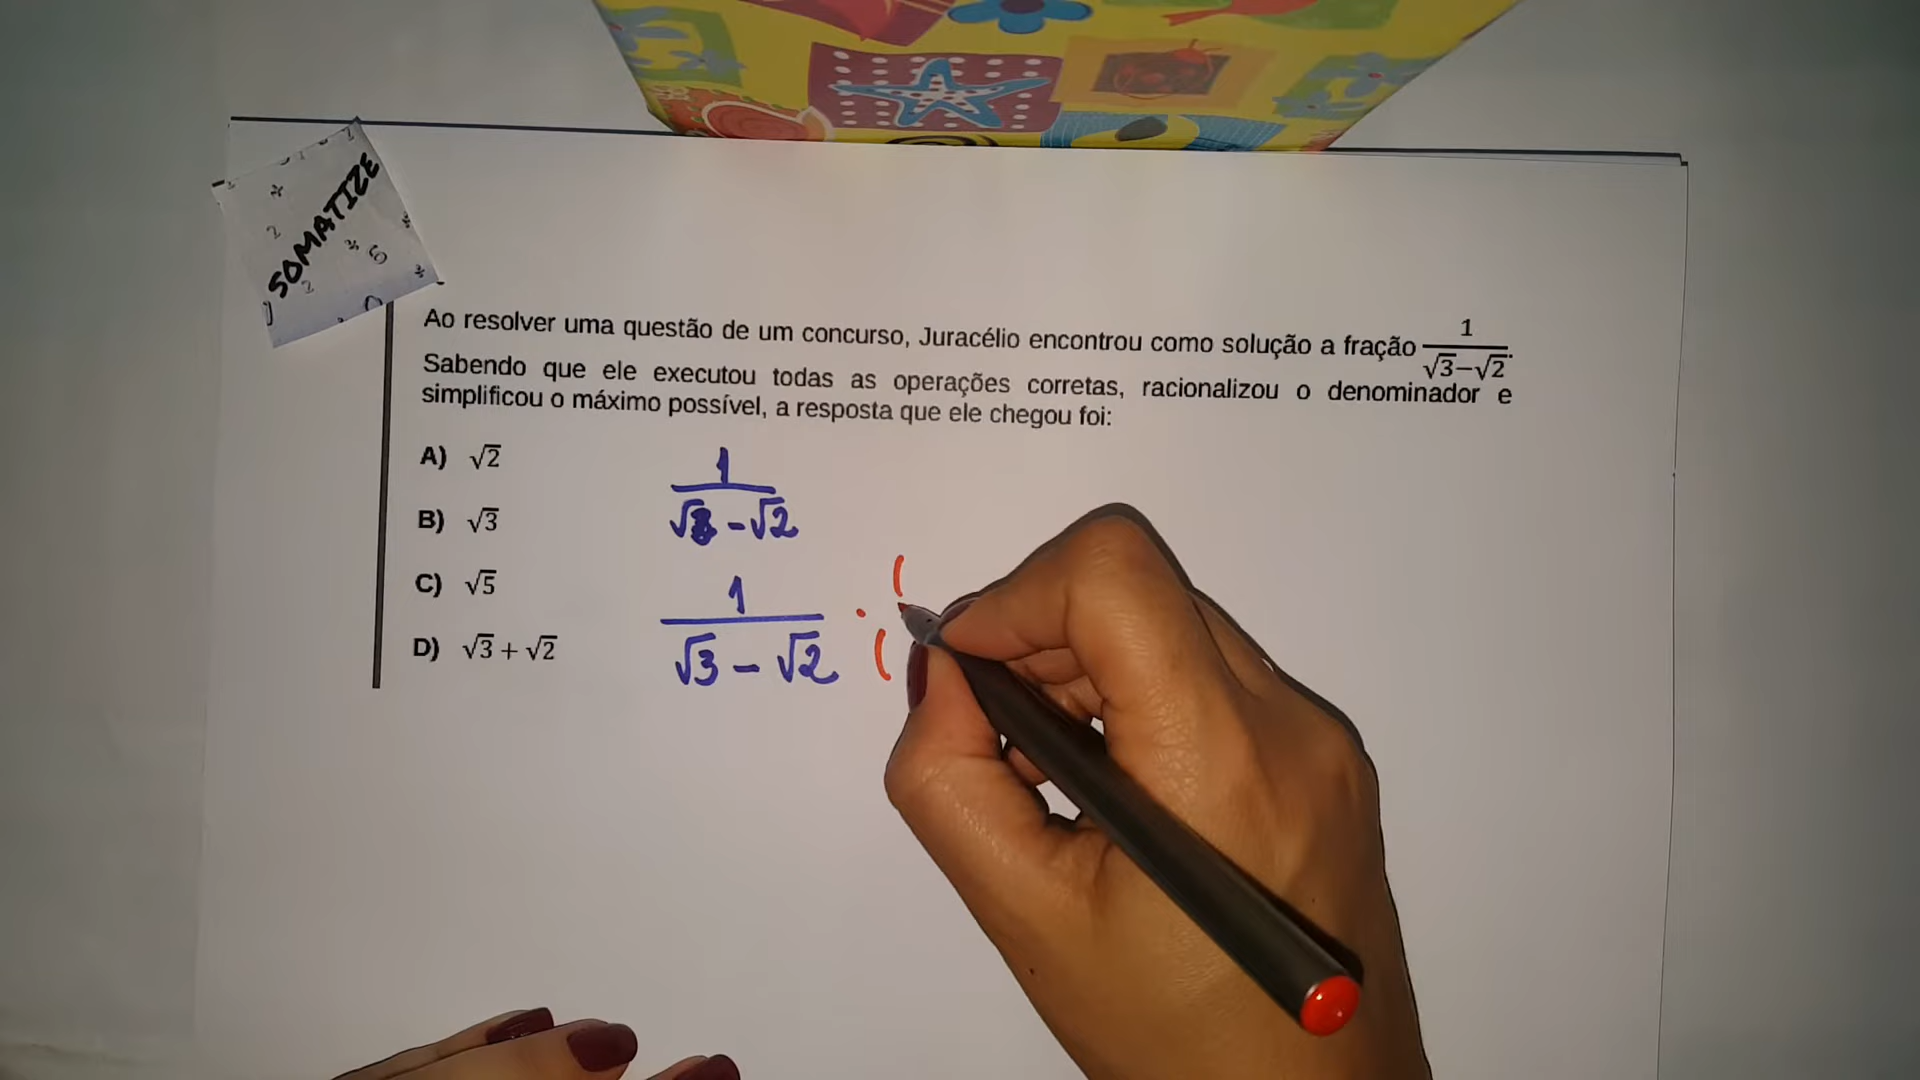 SOMATIZE
Ao resolver uma questão de um concurso, Juracélio encontrou como solução a fração 1/(√3−√2).
Sabendo que ele executou todas as operações corretas, racionalizou o denominador e
simplificou o máximo possível, a resposta que ele chegou foi:
A) √2
B) √3
C) √5
D) √3 + √2
1
√3 − √2
1
√3 − √2
· (
(